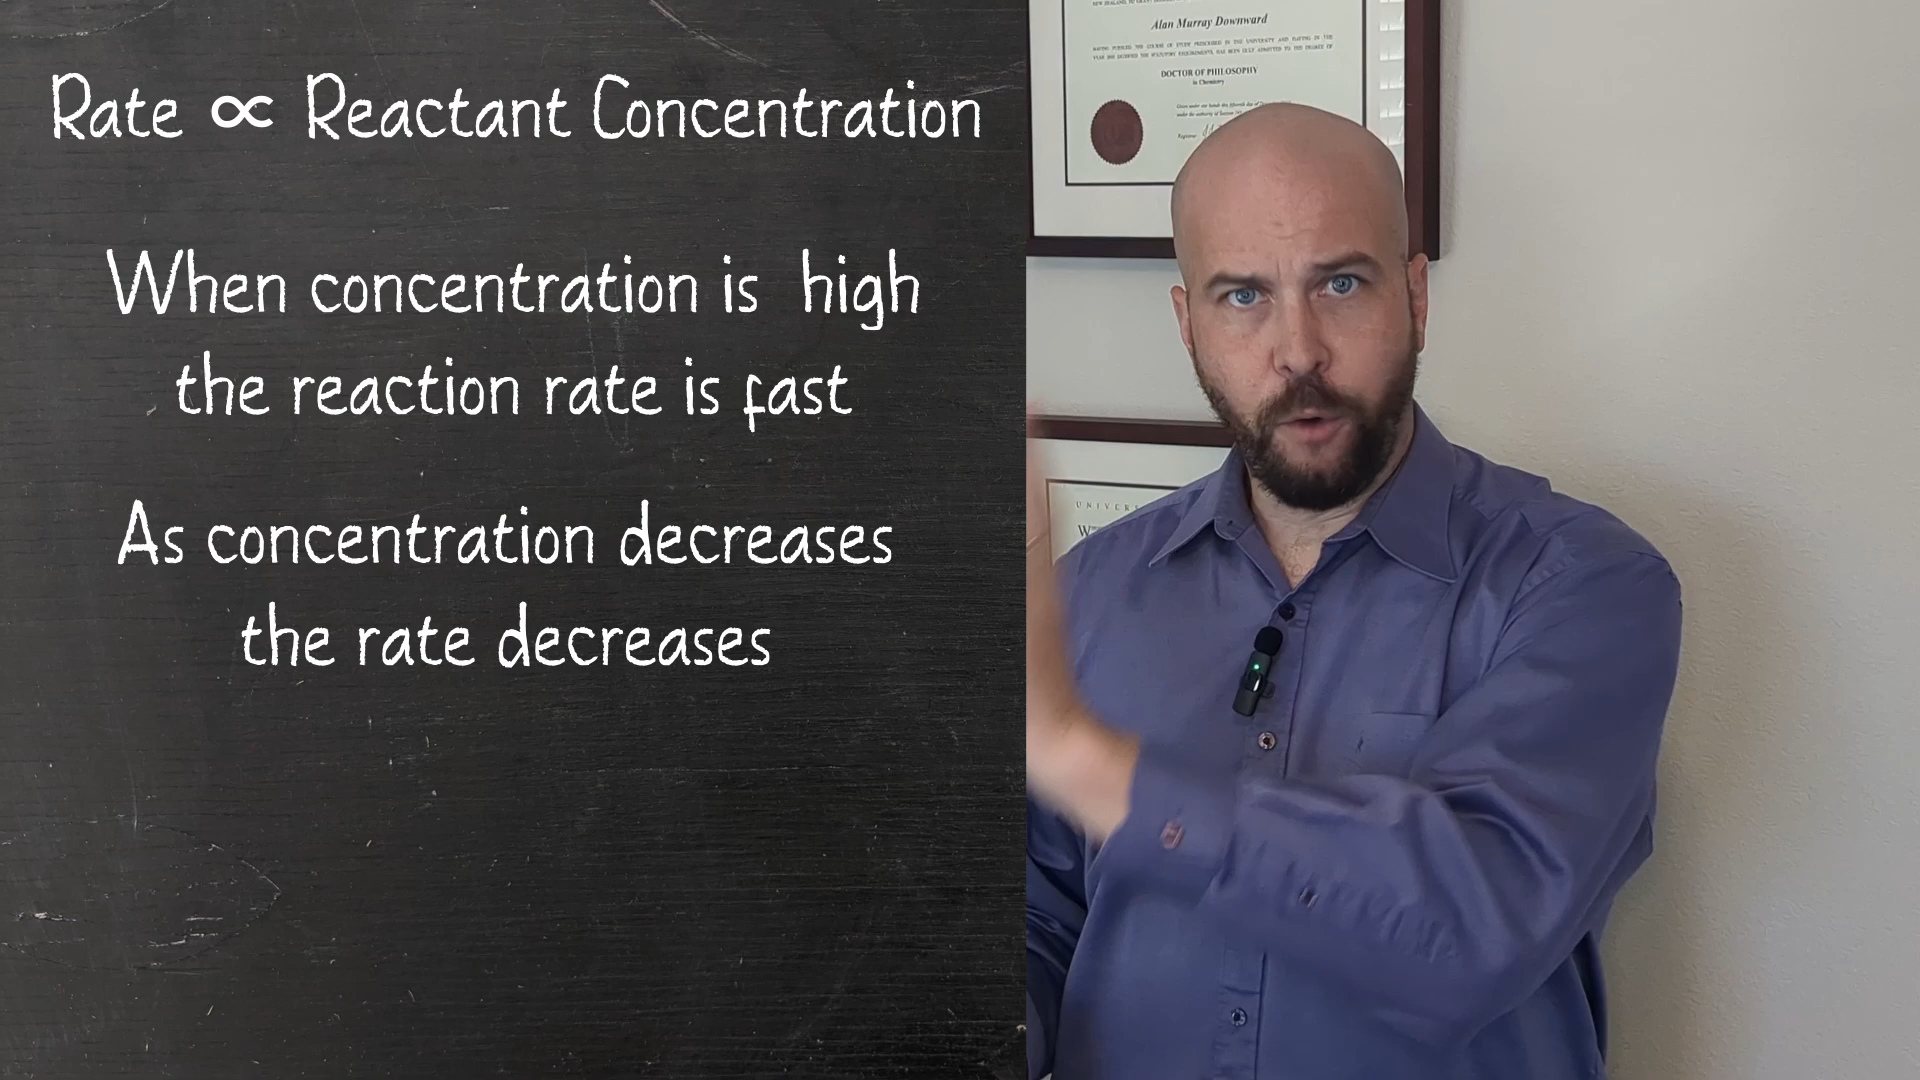 Rate ∝ Reactant Concentration
When concentration is high
the reaction rate is fast
As concentration decreases
the rate decreases
Alan Murray Downward
DOCTOR OF PHILOSOPHY
in Chemistry